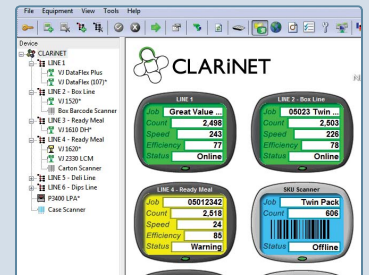 File Equipment View Tools Help
Device
CLARiNET
LINE 1
VJ DataFlex Plus
VJ DataFlex (107)*
LINE 2 - Box Line
VJ 1520*
Box Barcode Scanner
LINE 3 - Ready Meal
VJ 1610 DH*
LINE 4 - Ready Meal
VJ 1620*
VJ 2330 LCM
Carton Scanner
LINE 5 - Deli Line
LINE 6 - Dips Line
P3400 LPA*
Case Scanner
CLARiNET
LINE 1
Job Great Value ...
Count 2,498
Speed 243
Efficiency 77
Status Online
LINE 2 - Box Line
Job 05023 Twin ...
Count 2,503
Speed 226
Efficiency 78
Status Online
LINE 4 - Ready Meal
Job 05012342
Count 2,518
Speed 24
Efficiency 85
Status Warning
SKU Scanner
Job Twin Pack
Count 606
Status Offline